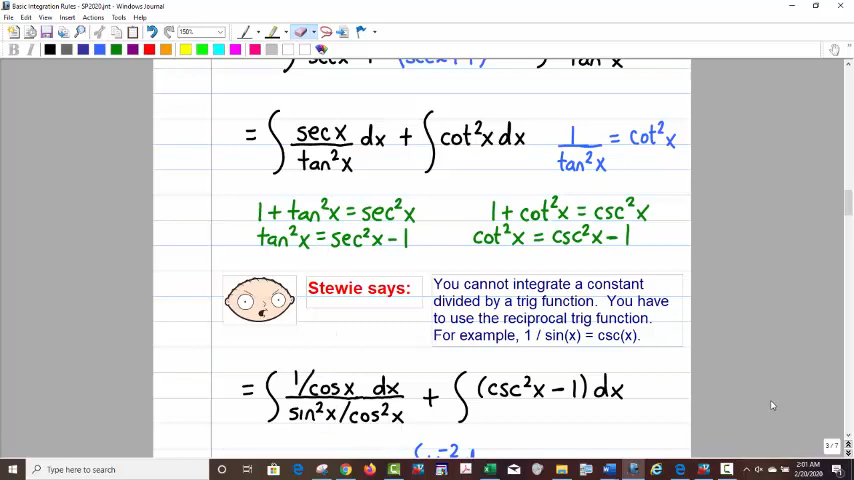 Basic Integration Rules - SP2020.jnt - Windows Journal
File Edit View Insert Actions Tools Help
150%
B I
= ∫ secx/tan²x dx + ∫ cot²x dx 1/tan²x = cot²x
1 + tan²x = sec²x 1 + cot²x = csc²x
tan²x = sec²x - 1 cot²x = csc²x - 1
Stewie says:
You cannot integrate a constant
divided by a trig function. You have
to use the reciprocal trig function.
For example, 1 / sin(x) = csc(x).
= ∫ 1/cosx dx / sin²x/cos²x + ∫ (csc²x - 1) dx
3 / 7
Type here to search
2:01 AM
2/20/2020